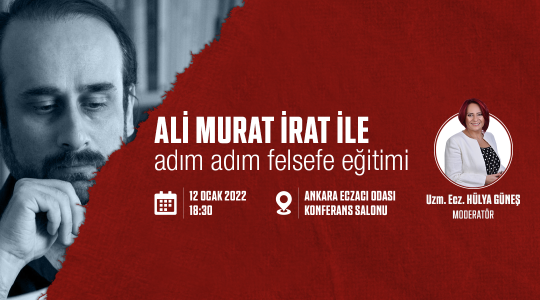 ALİ MURAT İRAT İLE
adım adım felsefe eğitimi
12 OCAK 2022
18:30
ANKARA ECZACI ODASI
KONFERANS SALONU
Uzm. Ecz. HÜLYA GÜNEŞ
MODERATÖR